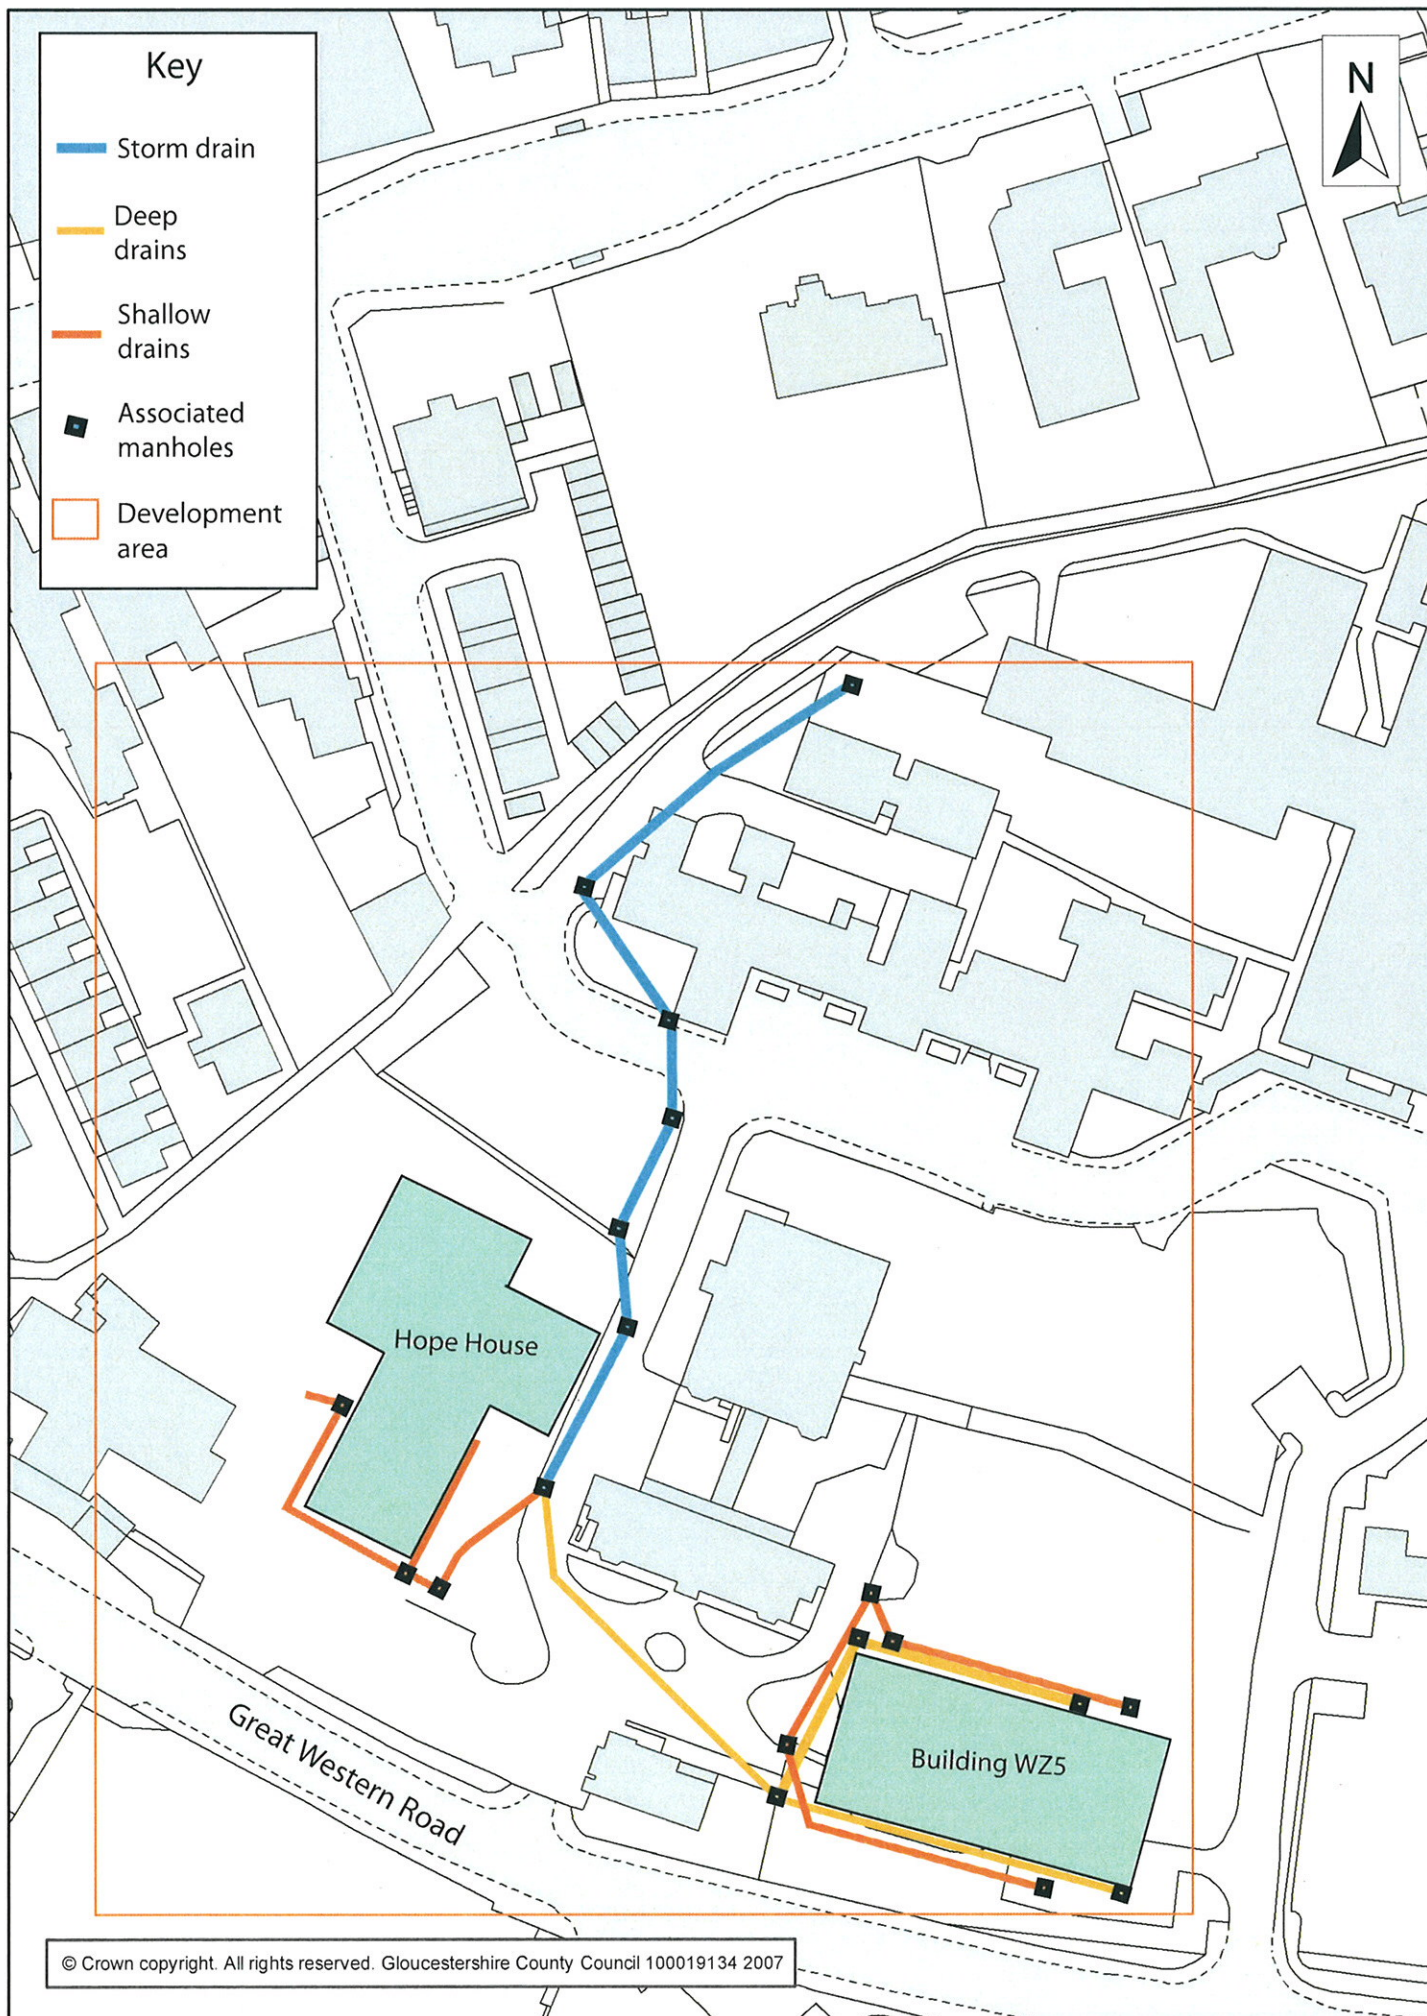 Key
Storm drain
Deep
drains
Shallow
drains
Associated
manholes
Development
area
N
Hope House
Building WZ5
Great Western Road
© Crown copyright. All rights reserved. Gloucestershire County Council 100019134 2007